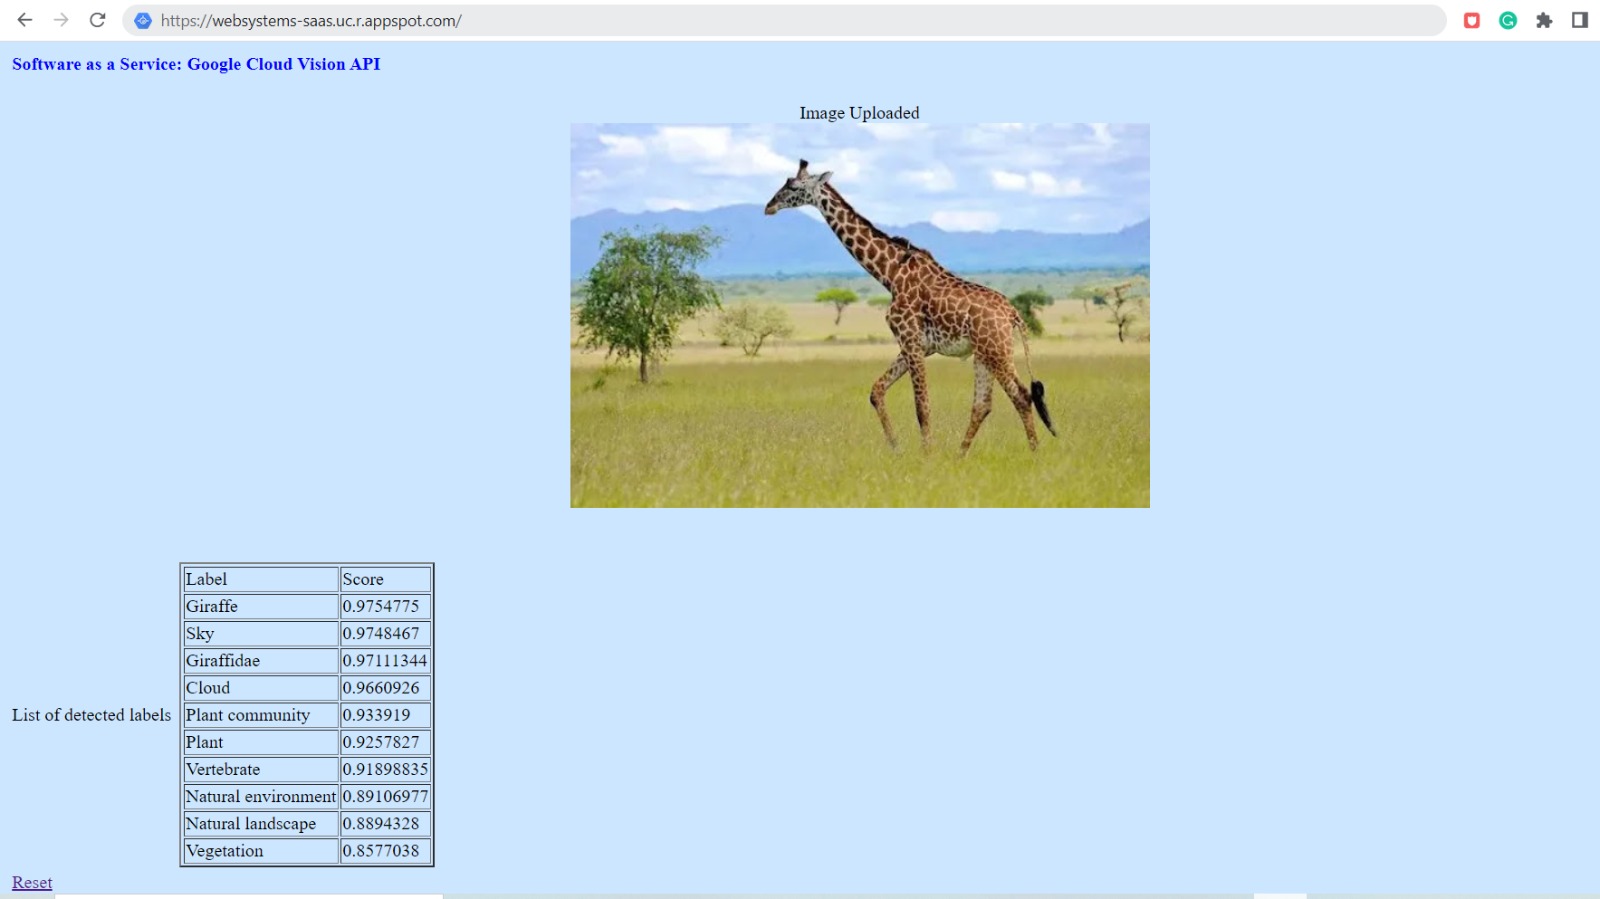 https://websystems-saas.uc.r.appspot.com/
Software as a Service: Google Cloud Vision API
Image Uploaded
List of detected labels
Label Score
Giraffe 0.9754775
Sky 0.9748467
Giraffidae 0.97111344
Cloud 0.9660926
Plant community 0.933919
Plant 0.9257827
Vertebrate 0.91898835
Natural environment 0.89106977
Natural landscape 0.8894328
Vegetation 0.8577038
Reset